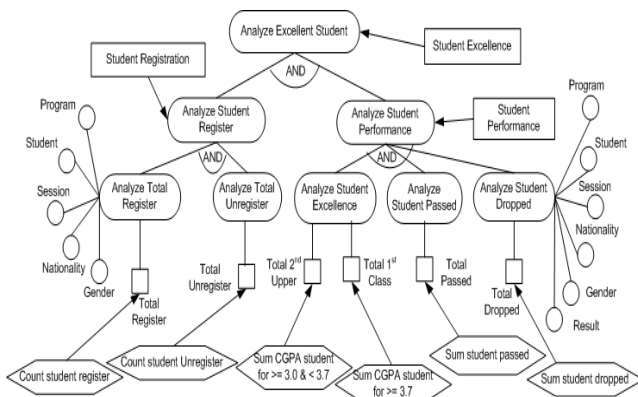 Analyze Excellent Student
Student Excellence
Student Registration
AND
Analyze Student
Register
Analyze Student
Performance
Student
Performance
Program
Student
Session
Nationality
Gender
AND
AND
Program
Student
Session
Nationality
Gender
Result
Analyze Total
Register
Analyze Total
Unregister
Analyze Student
Excellence
Analyze
Student Passed
Analyze Student
Dropped
Total
Register
Total
Unregister
Total 2nd
Upper
Total 1st
Class
Total
Passed
Total
Dropped
Count student register
Count student Unregister
Sum CGPA student
for >= 3.0 & < 3.7
Sum CGPA student
for >= 3.7
Sum student passed
Sum student dropped